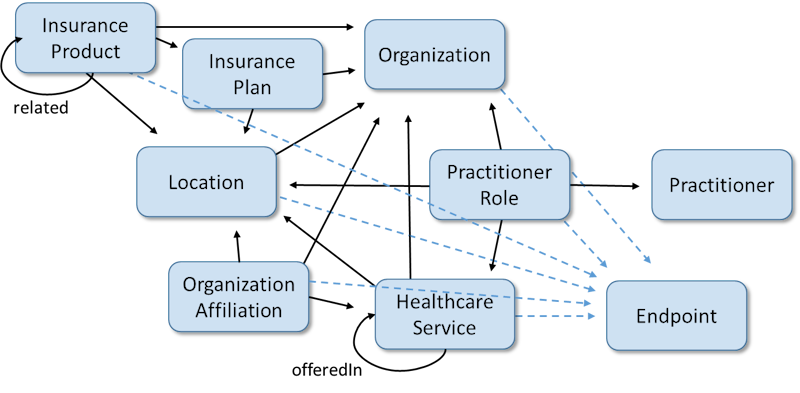 Insurance
Product
related
Insurance
Plan
Organization
Location
Practitioner
Role
Practitioner
Organization
Affiliation
Healthcare
Service
offeredIn
Endpoint